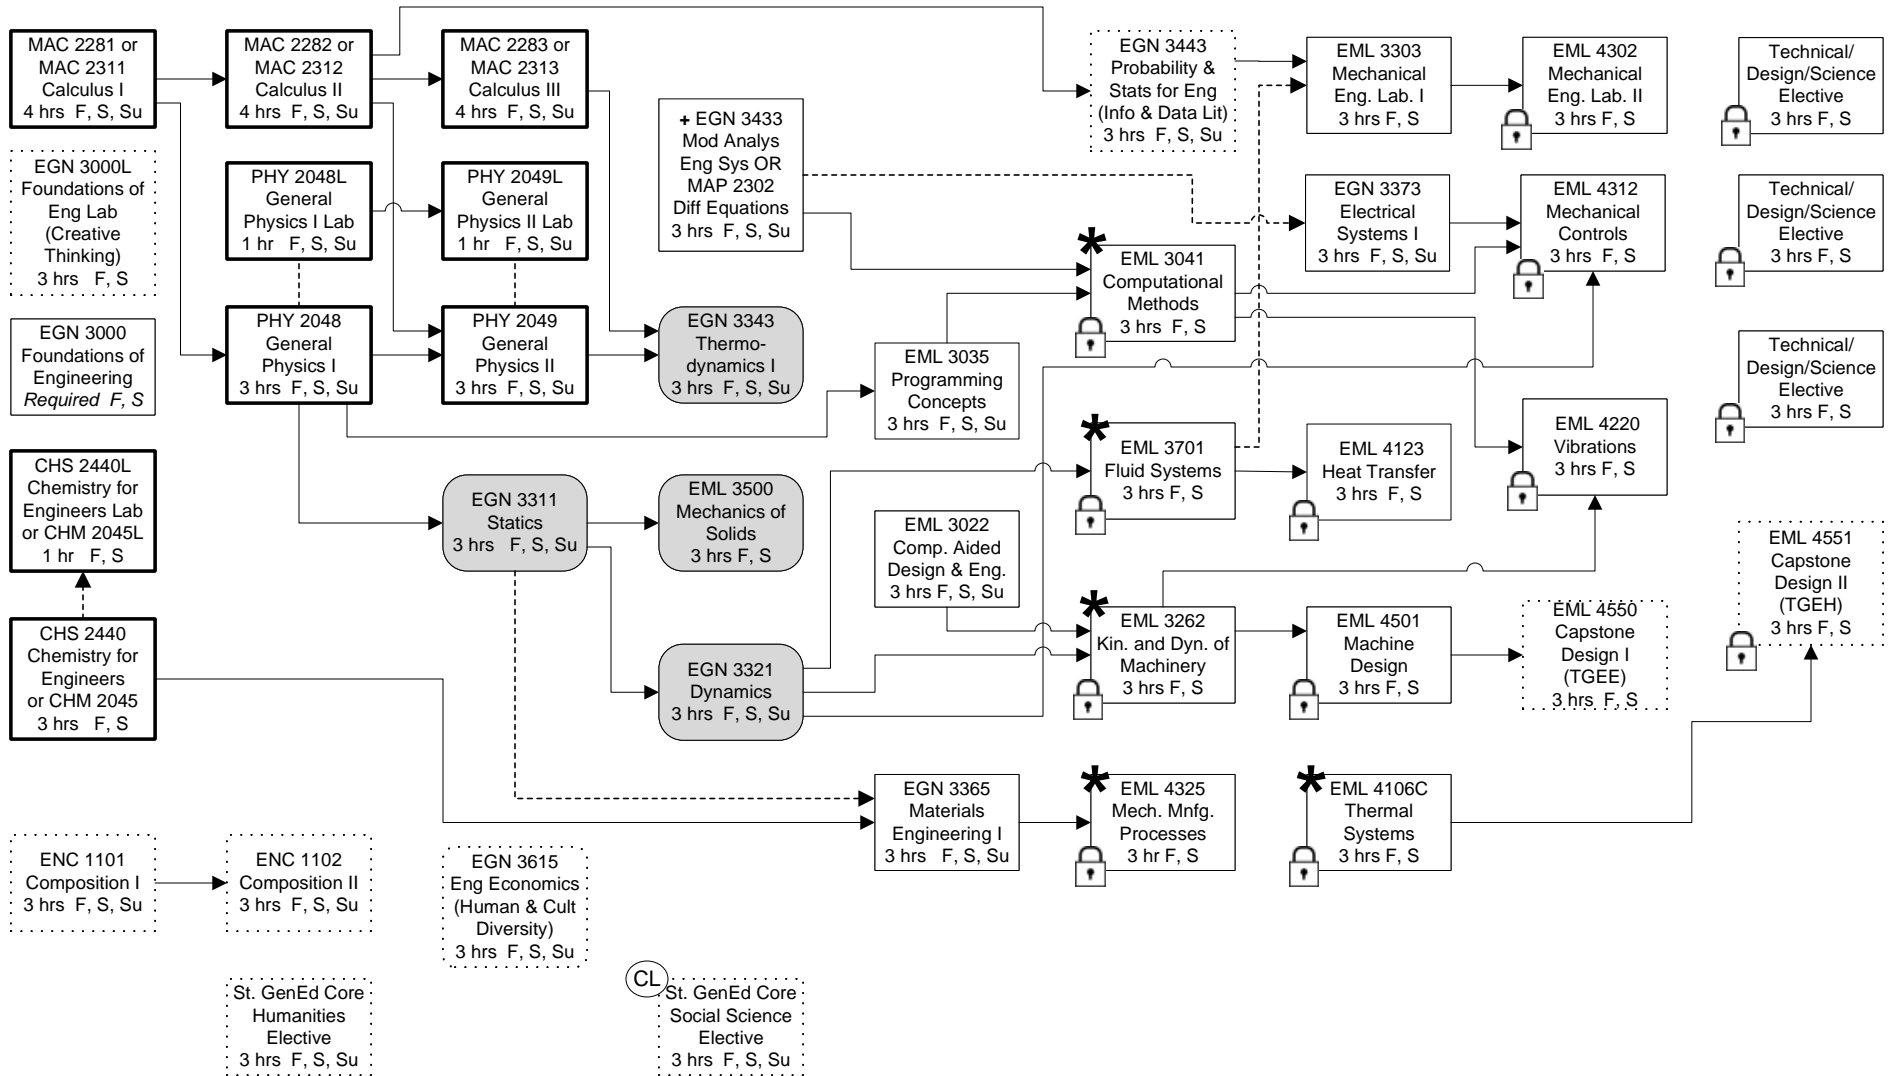 MAC 2281 or
MAC 2311
Calculus I
4 hrs F, S, Su
EGN 3000L
Foundations of
Eng Lab
(Creative
Thinking)
3 hrs F, S
EGN 3000
Foundations of
Engineering
Required F, S
CHS 2440L
Chemistry for
Engineers Lab
or CHM 2045L
1 hr F, S
CHS 2440
Chemistry for
Engineers
or CHM 2045
3 hrs F, S
ENC 1101
Composition I
3 hrs F, S, Su
MAC 2282 or
MAC 2312
Calculus II
4 hrs F, S, Su
PHY 2048L
General
Physics I Lab
1 hr F, S, Su
PHY 2048
General
Physics I
3 hrs F, S, Su
ENC 1102
Composition II
3 hrs F, S, Su
St. GenEd Core
Humanities
Elective
3 hrs F, S, Su
MAC 2283 or
MAC 2313
Calculus III
4 hrs F, S, Su
PHY 2049L
General
Physics II Lab
1 hr F, S, Su
PHY 2049
General
Physics II
3 hrs F, S, Su
EGN 3311
Statics
3 hrs F, S, Su
EGN 3615
Eng Economics
(Human & Cult
Diversity)
3 hrs F, S, Su
+ EGN 3433
Mod Analys
Eng Sys OR
MAP 2302
Diff Equations
3 hrs F, S, Su
EGN 3343
Thermo-
dynamics I
3 hrs F, S, Su
EML 3500
Mechanics of
Solids
3 hrs F, S
EGN 3321
Dynamics
3 hrs F, S, Su
CL
St. GenEd Core
Social Science
Elective
3 hrs F, S, Su
EML 3035
Programming
Concepts
3 hrs F, S, Su
EML 3022
Comp. Aided
Design & Eng.
3 hrs F, S, Su
EGN 3365
Materials
Engineering I
3 hrs F, S, Su
EGN 3443
Probability &
Stats for Eng
(Info & Data Lit)
3 hrs F, S, Su
*
EML 3041
Computational
Methods
3 hrs F, S
*
EML 3701
Fluid Systems
3 hrs F, S
*
EML 3262
Kin. and Dyn. of
Machinery
3 hrs F, S
*
EML 4325
Mech. Mnfg.
Processes
3 hr F, S
EML 3303
Mechanical
Eng. Lab. I
3 hrs F, S
EGN 3373
Electrical
Systems I
3 hrs F, S, Su
EML 4123
Heat Transfer
3 hrs F, S
EML 4501
Machine
Design
3 hrs F, S
*
EML 4106C
Thermal
Systems
3 hrs F, S
EML 4302
Mechanical
Eng. Lab. II
3 hrs F, S
EML 4312
Mechanical
Controls
3 hrs F, S
EML 4220
Vibrations
3 hrs F, S
EML 4550
Capstone
Design I
(TGEE)
3 hrs F, S
Technical/
Design/Science
Elective
3 hrs F, S
Technical/
Design/Science
Elective
3 hrs F, S
Technical/
Design/Science
Elective
3 hrs F, S
EML 4551
Capstone
Design II
(TGEH)
3 hrs F, S